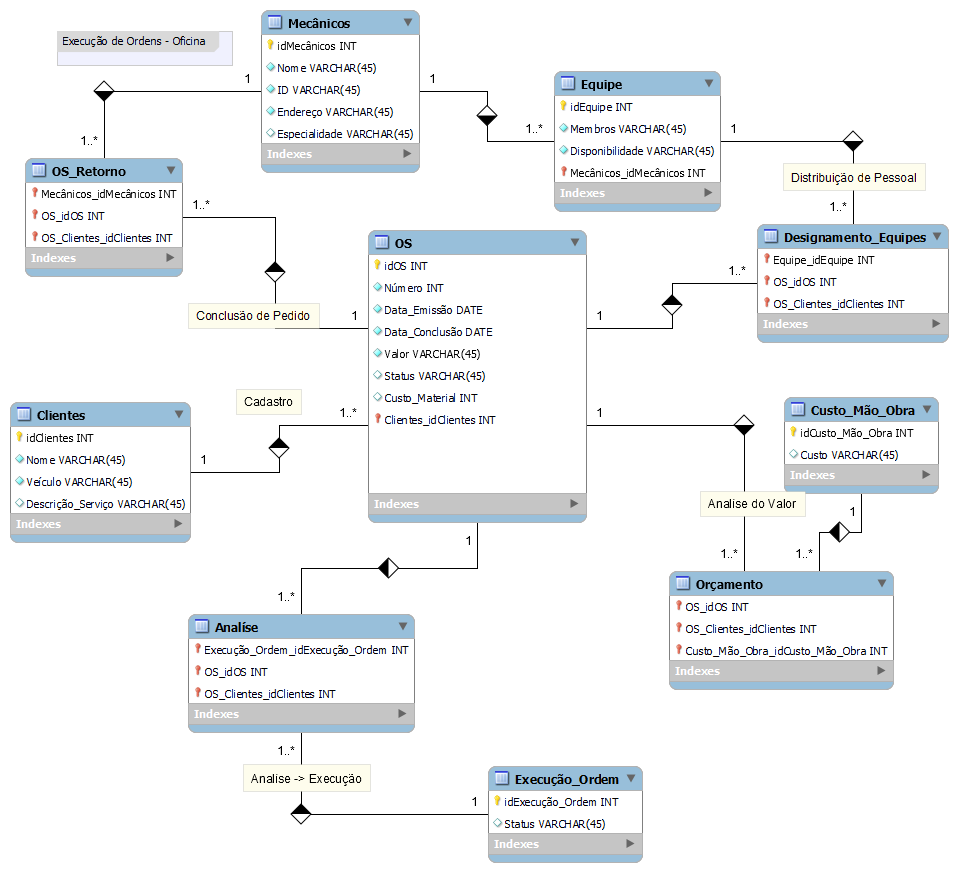 Execução de Ordens - Oficina
Mecânicos
idMecânicos INT
Nome VARCHAR(45)
ID VARCHAR(45)
Endereço VARCHAR(45)
Especialidade VARCHAR(45)
Indexes
1
1
1..*
1..*
Equipe
idEquipe INT
Membros VARCHAR(45)
Disponibilidade VARCHAR(45)
Mecânicos_idMecânicos INT
Indexes
1
Distribuição de Pessoal
1..*
OS_Retorno
Mecânicos_idMecânicos INT
OS_idOS INT
OS_Clientes_idClientes INT
Indexes
1..*
Conclusão de Pedido
1
OS
idOS INT
Número INT
Data_Emissão DATE
Data_Conclusão DATE
Valor VARCHAR(45)
Status VARCHAR(45)
Custo_Material INT
Clientes_idClientes INT
Indexes
1
1..*
Designamento_Equipes
Equipe_idEquipe INT
OS_idOS INT
OS_Clientes_idClientes INT
Indexes
Cadastro
1..*
1
Clientes
idClientes INT
Nome VARCHAR(45)
Veículo VARCHAR(45)
Descrição_Serviço VARCHAR(45)
Indexes
1
Analise do Valor
1..*
Custo_Mão_Obra
idCusto_Mão_Obra INT
Custo VARCHAR(45)
Indexes
1
1..*
Orçamento
OS_idOS INT
OS_Clientes_idClientes INT
Custo_Mão_Obra_idCusto_Mão_Obra INT
Indexes
1
1..*
Analíse
Execução_Ordem_idExecução_Ordem INT
OS_idOS INT
OS_Clientes_idClientes INT
Indexes
1..*
Analise -> Execução
1
Execução_Ordem
idExecução_Ordem INT
Status VARCHAR(45)
Indexes